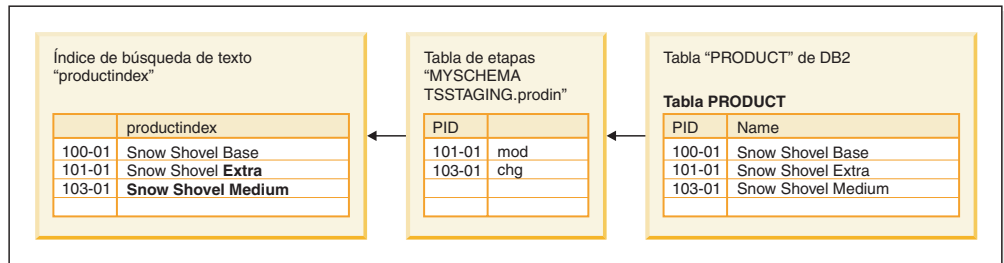 Índice de búsqueda de texto
“productindex”
productindex
100-01 Snow Shovel Base
101-01 Snow Shovel Extra
103-01 Snow Shovel Medium
Tabla de etapas
“MYSCHEMA
TSSTAGING.prodin”
PID
101-01 mod
103-01 chg
Tabla “PRODUCT” de DB2
Tabla PRODUCT
PID Name
100-01 Snow Shovel Base
101-01 Snow Shovel Extra
103-01 Snow Shovel Medium